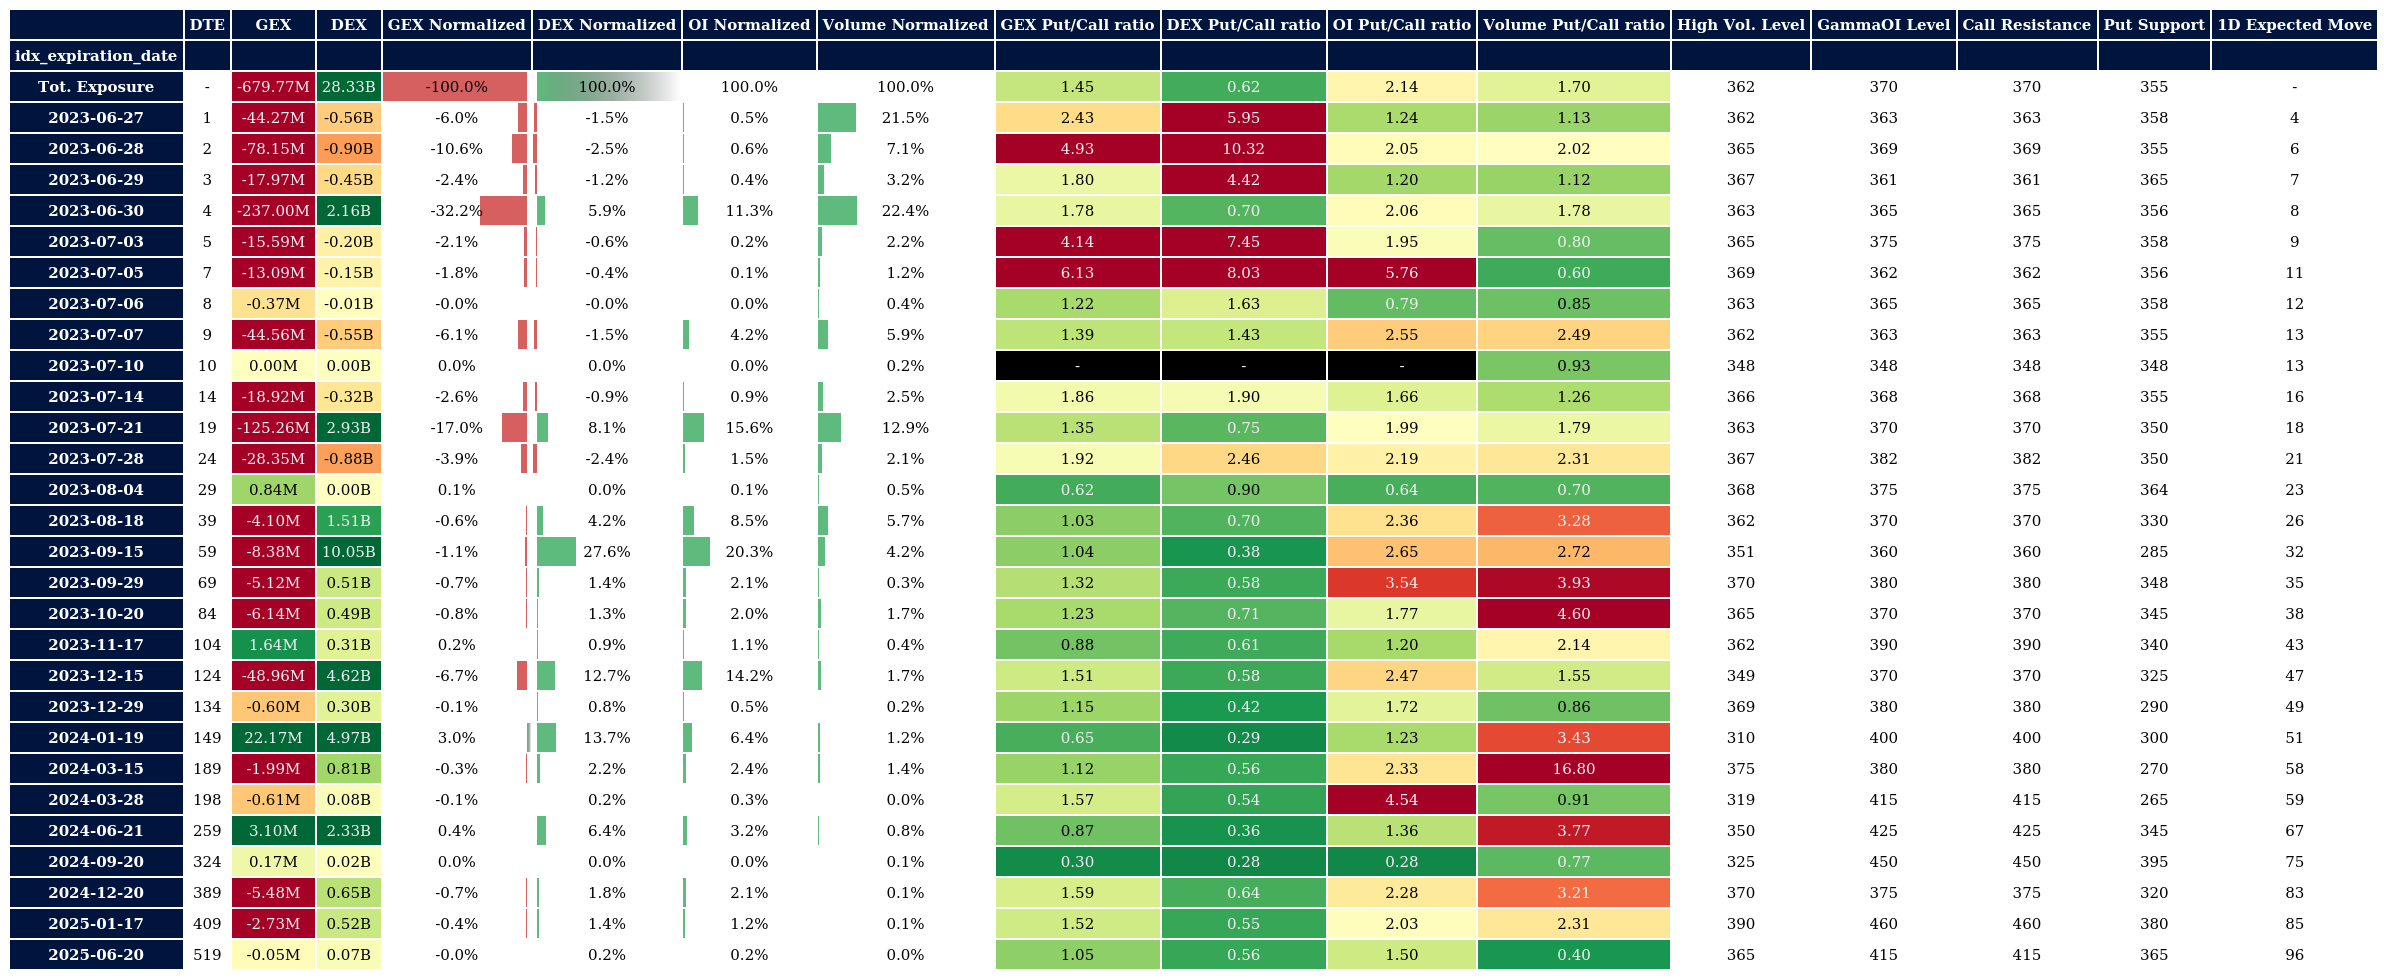 DTE GEX DEX GEX Normalized DEX Normalized OI Normalized Volume Normalized GEX Put/Call ratio DEX Put/Call ratio OI Put/Call ratio Volume Put/Call ratio High Vol. Level GammaOI Level Call Resistance Put Support 1D Expected Move
idx_expiration_date
Tot. Exposure - -679.77M 28.33B -100.0% 100.0% 100.0% 100.0% 1.45 0.62 2.14 1.70 362 370 370 355 -
2023-06-27 1 -44.27M -0.56B -6.0% -1.5% 0.5% 21.5% 2.43 5.95 1.24 1.13 362 363 363 358 4
2023-06-28 2 -78.15M -0.90B -10.6% -2.5% 0.6% 7.1% 4.93 10.32 2.05 2.02 365 369 369 355 6
2023-06-29 3 -17.97M -0.45B -2.4% -1.2% 0.4% 3.2% 1.80 4.42 1.20 1.12 367 361 361 365 7
2023-06-30 4 -237.00M 2.16B -32.2% 5.9% 11.3% 22.4% 1.78 0.70 2.06 1.78 363 365 365 356 8
2023-07-03 5 -15.59M -0.20B -2.1% -0.6% 0.2% 2.2% 4.14 7.45 1.95 0.80 365 375 375 358 9
2023-07-05 7 -13.09M -0.15B -1.8% -0.4% 0.1% 1.2% 6.13 8.03 5.76 0.60 369 362 362 356 11
2023-07-06 8 -0.37M -0.01B -0.0% -0.0% 0.0% 0.4% 1.22 1.63 0.79 0.85 363 365 365 358 12
2023-07-07 9 -44.56M -0.55B -6.1% -1.5% 4.2% 5.9% 1.39 1.43 2.55 2.49 362 363 363 355 13
2023-07-10 10 0.00M 0.00B 0.0% 0.0% 0.0% 0.2% - - - 0.93 348 348 348 348 13
2023-07-14 14 -18.92M -0.32B -2.6% -0.9% 0.9% 2.5% 1.86 1.90 1.66 1.26 366 368 368 355 16
2023-07-21 19 -125.26M 2.93B -17.0% 8.1% 15.6% 12.9% 1.35 0.75 1.99 1.79 363 370 370 350 18
2023-07-28 24 -28.35M -0.88B -3.9% -2.4% 1.5% 2.1% 1.92 2.46 2.19 2.31 367 382 382 350 21
2023-08-04 29 0.84M 0.00B 0.1% 0.0% 0.1% 0.5% 0.62 0.90 0.64 0.70 368 375 375 364 23
2023-08-18 39 -4.10M 1.51B -0.6% 4.2% 8.5% 5.7% 1.03 0.70 2.36 3.28 362 370 370 330 26
2023-09-15 59 -8.38M 10.05B -1.1% 27.6% 20.3% 4.2% 1.04 0.38 2.65 2.72 351 360 360 285 32
2023-09-29 69 -5.12M 0.51B -0.7% 1.4% 2.1% 0.3% 1.32 0.58 3.54 3.93 370 380 380 348 35
2023-10-20 84 -6.14M 0.49B -0.8% 1.3% 2.0% 1.7% 1.23 0.71 1.77 4.60 365 370 370 345 38
2023-11-17 104 1.64M 0.31B 0.2% 0.9% 1.1% 0.4% 0.88 0.61 1.20 2.14 362 390 390 340 43
2023-12-15 124 -48.96M 4.62B -6.7% 12.7% 14.2% 1.7% 1.51 0.58 2.47 1.55 349 370 370 325 47
2023-12-29 134 -0.60M 0.30B -0.1% 0.8% 0.5% 0.2% 1.15 0.42 1.72 0.86 369 380 380 290 49
2024-01-19 149 22.17M 4.97B 3.0% 13.7% 6.4% 1.2% 0.65 0.29 1.23 3.43 310 400 400 300 51
2024-03-15 189 -1.99M 0.81B -0.3% 2.2% 2.4% 1.4% 1.12 0.56 2.33 16.80 375 380 380 270 58
2024-03-28 198 -0.61M 0.08B -0.1% 0.2% 0.3% 0.0% 1.57 0.54 4.54 0.91 319 415 415 265 59
2024-06-21 259 3.10M 2.33B 0.4% 6.4% 3.2% 0.8% 0.87 0.36 1.36 3.77 350 425 425 345 67
2024-09-20 324 0.17M 0.02B 0.0% 0.0% 0.0% 0.1% 0.30 0.28 0.28 0.77 325 450 450 395 75
2024-12-20 389 -5.48M 0.65B -0.7% 1.8% 2.1% 0.1% 1.59 0.64 2.28 3.21 370 375 375 320 83
2025-01-17 409 -2.73M 0.52B -0.4% 1.4% 1.2% 0.1% 1.52 0.55 2.03 2.31 390 460 460 380 85
2025-06-20 519 -0.05M 0.07B -0.0% 0.2% 0.2% 0.0% 1.05 0.56 1.50 0.40 365 415 415 365 96